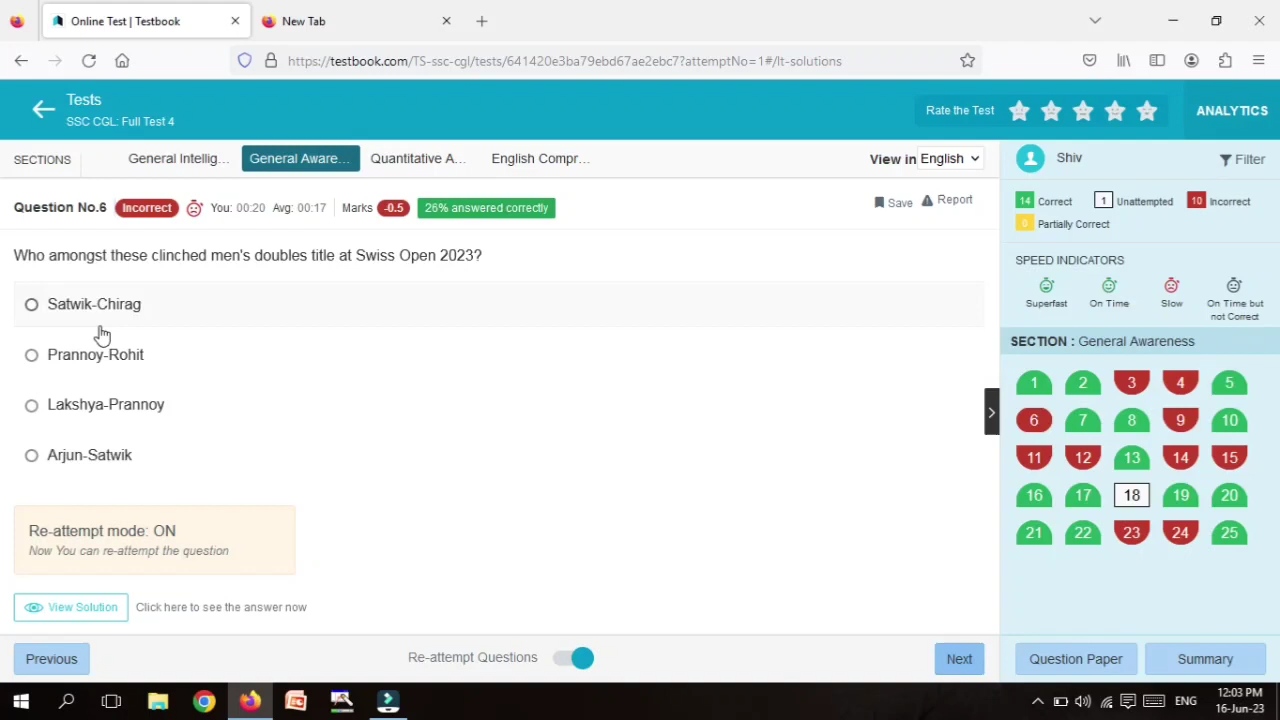 Online Test | Testbook
New Tab
https://testbook.com/TS-ssc-cgl/tests/641420e3ba79ebd67ae2ebc7?attemptNo=1#/lt-solutions
Tests
SSC CGL: Full Test 4
Rate the Test
ANALYTICS
SECTIONS
General Intellig...
General Aware...
Quantitative A...
English Compr...
View in English
Shiv
Filter
Question No.6 Incorrect You: 00:20 Avg: 00:17 Marks -0.5 26% answered correctly
Save Report
14 Correct 1 Unattempted 10 Incorrect
0 Partially Correct
Who amongst these clinched men's doubles title at Swiss Open 2023?
Satwik-Chirag
Prannoy-Rohit
Lakshya-Prannoy
Arjun-Satwik
SPEED INDICATORS
Superfast On Time Slow On Time but
not Correct
SECTION : General Awareness
1 2 3 4 5
6 7 8 9 10
11 12 13 14 15
16 17 18 19 20
21 22 23 24 25
Re-attempt mode: ON
Now You can re-attempt the question
View Solution Click here to see the answer now
Previous
Re-attempt Questions
Next
Question Paper
Summary
ENG
12:03 PM
16-Jun-23